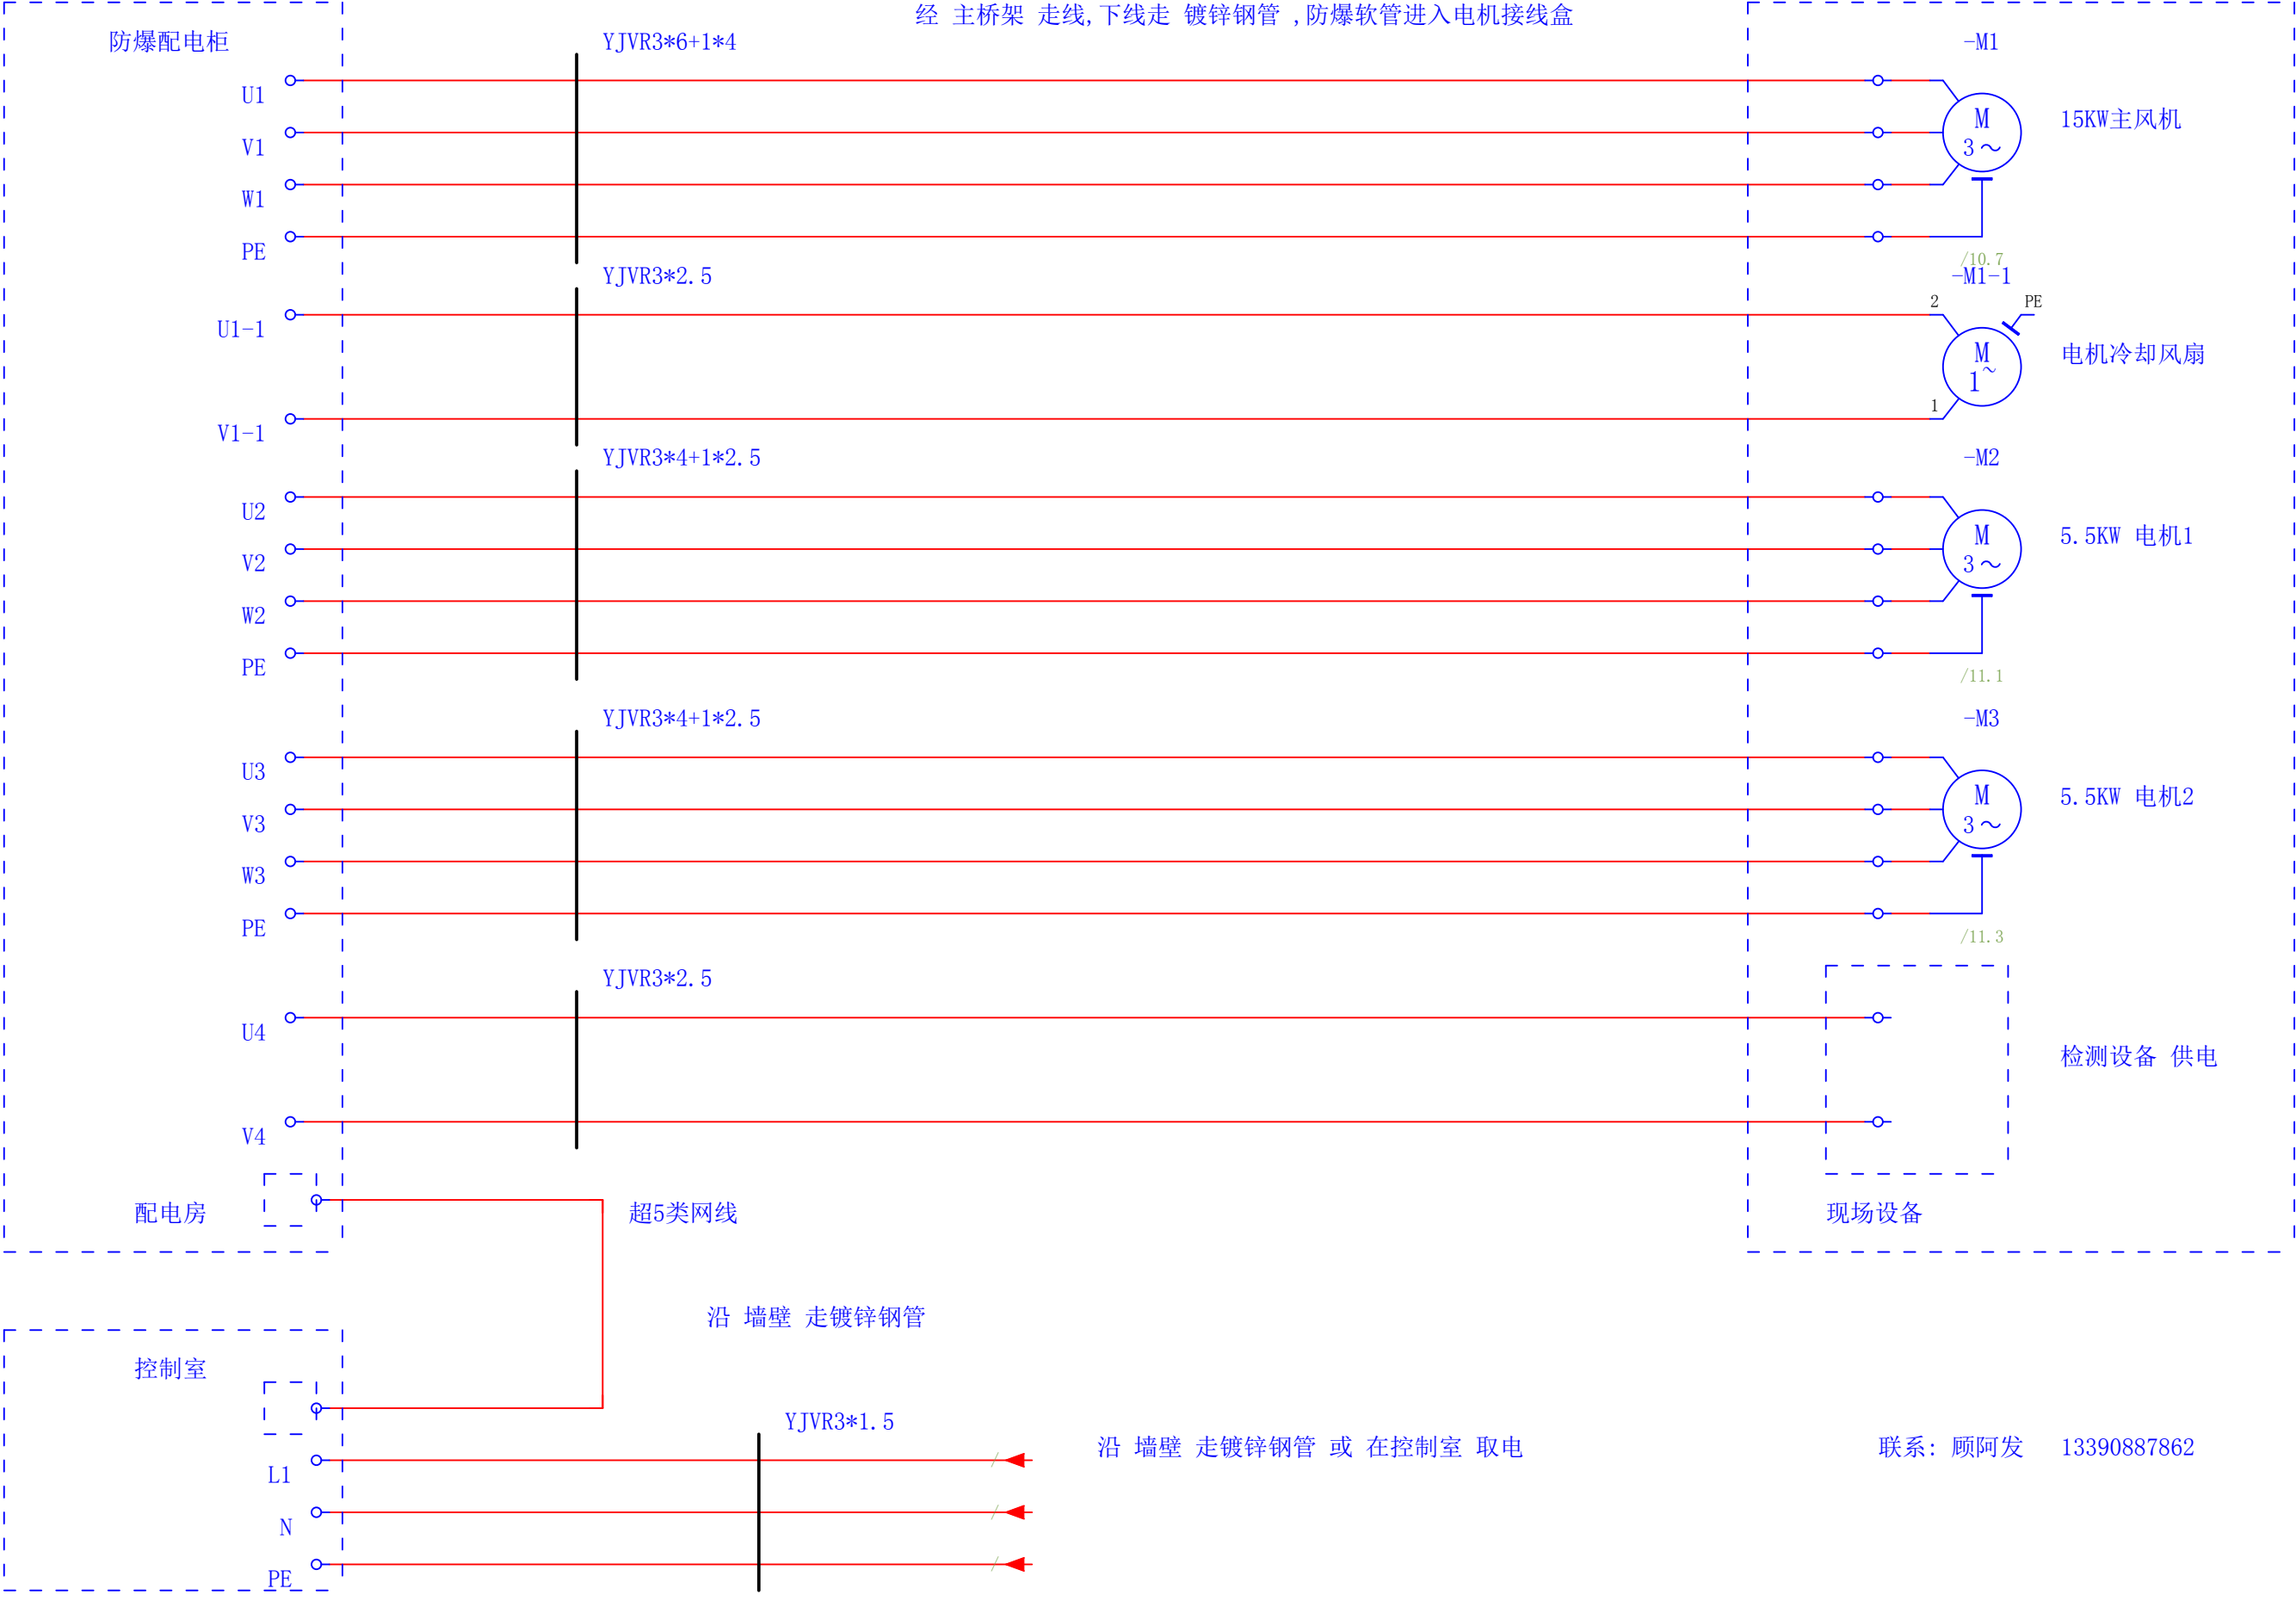 经 主桥架 走线,下线走 镀锌钢管 ,防爆软管进入电机接线盒
防爆配电柜
YJVR3*6+1*4
-M1
U1
V1
W1
PE
M
3～
15KW主风机
/10.7
YJVR3*2.5
-M1-1
2
PE
U1-1
M
1~
电机冷却风扇
1
V1-1
YJVR3*4+1*2.5
-M2
U2
V2
W2
PE
M
3～
5.5KW 电机1
/11.1
YJVR3*4+1*2.5
-M3
U3
V3
W3
PE
M
3～
5.5KW 电机2
/11.3
YJVR3*2.5
U4
检测设备 供电
V4
配电房
超5类网线
现场设备
沿 墙壁 走镀锌钢管
控制室
YJVR3*1.5
L1
N
PE
/
/
/
沿 墙壁 走镀锌钢管 或 在控制室 取电
联系: 顾阿发 13390887862